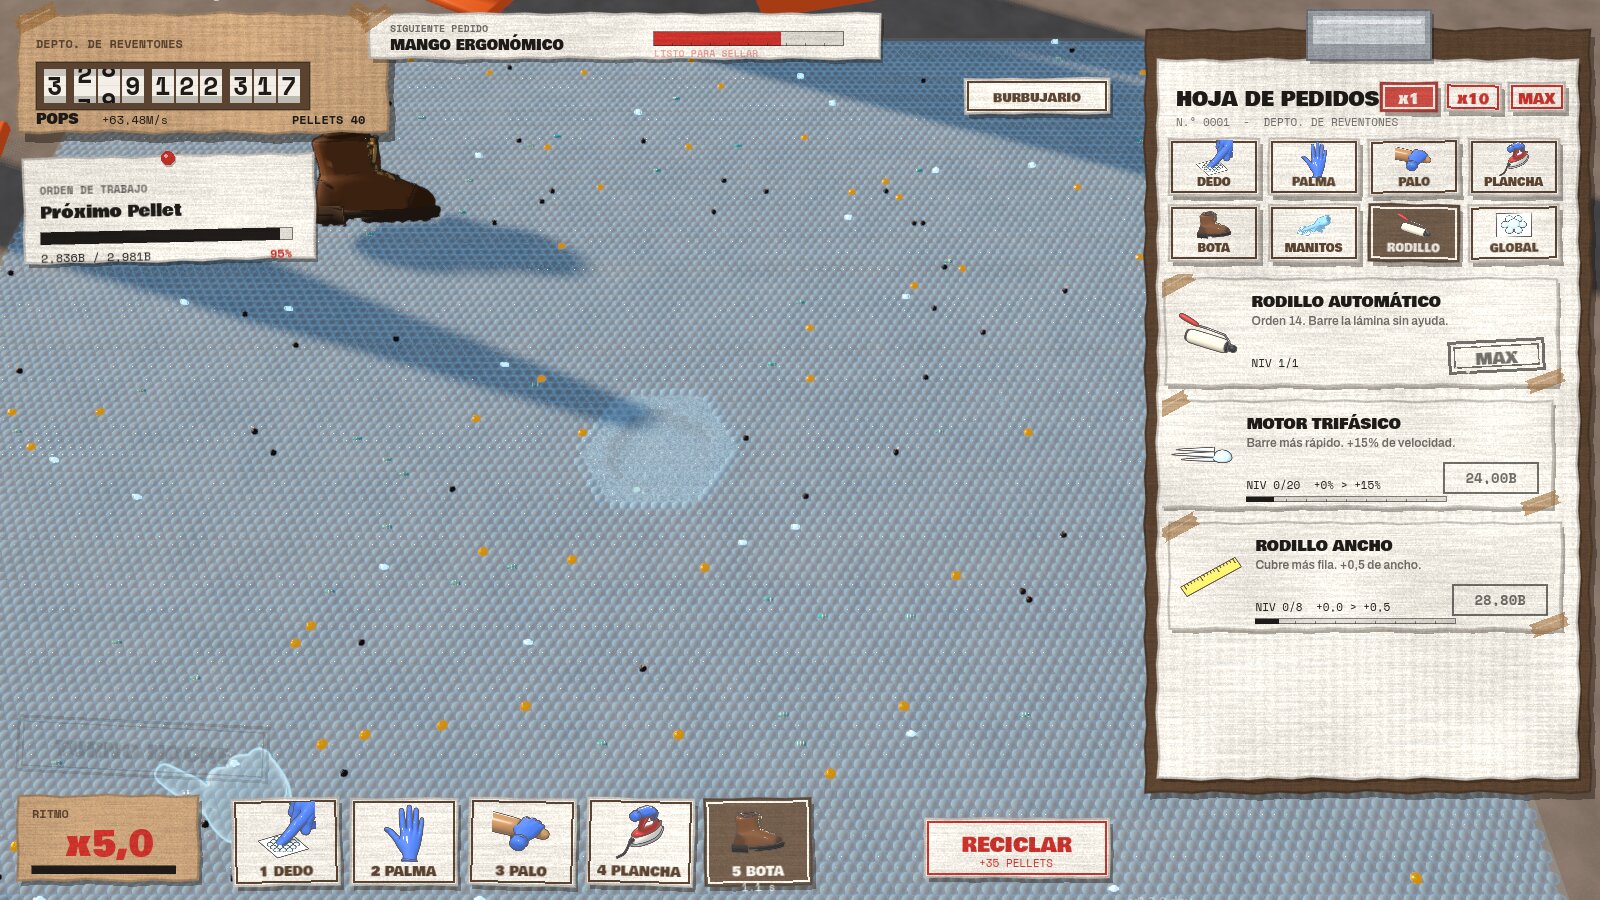 DEPTO. DE REVENTONES
9 122 317
POPS +63,48M/s PELLETS 40
SIGUIENTE PEDIDO
MANGO ERGONÓMICO
LISTO PARA SELLAR
BURBUJARIO
ORDEN DE TRABAJO
Próximo Pellet
2,836B / 2,981B 95%
HOJA DE PEDIDOS x1 x10 MAX
N.° 0001 - DEPTO. DE REVENTONES
DEDO PALMA PALO PLANCHA
BOTA MANITOS RODILLO GLOBAL
RODILLO AUTOMÁTICO
Orden 14. Barre la lámina sin ayuda.
NIV 1/1 MAX
MOTOR TRIFÁSICO
Barre más rápido. +15% de velocidad.
NIV 0/20 +0% > +15% 24,00B
RODILLO ANCHO
Cubre más fila. +0,5 de ancho.
NIV 0/8 +0.0 > +0.5 28,80B
RITMO
x5,0
1 DEDO 2 PALMA 3 PALO 4 PLANCHA 5 BOTA
1.1 s
RECICLAR
+35 PELLETS